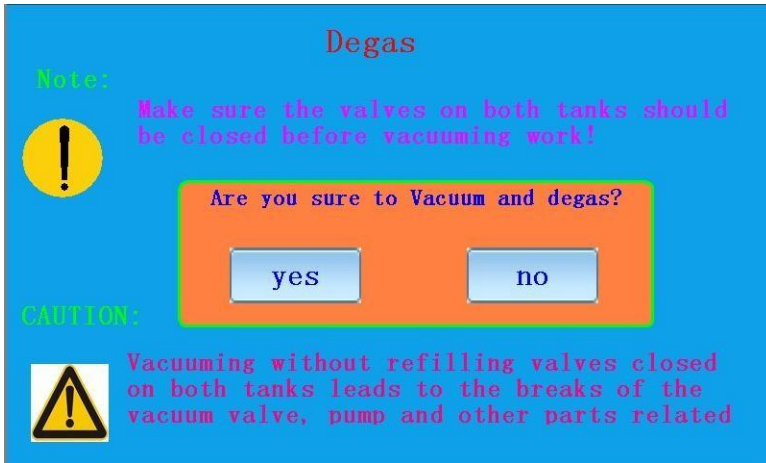 Degas
Note:
Make sure the valves on both tanks should
be closed before vacuuming work!
Are you sure to Vacuum and degas?
yes
no
CAUTION:
Vacuuming without refilling valves closed
on both tanks leads to the breaks of the
vacuum valve, pump and other parts related